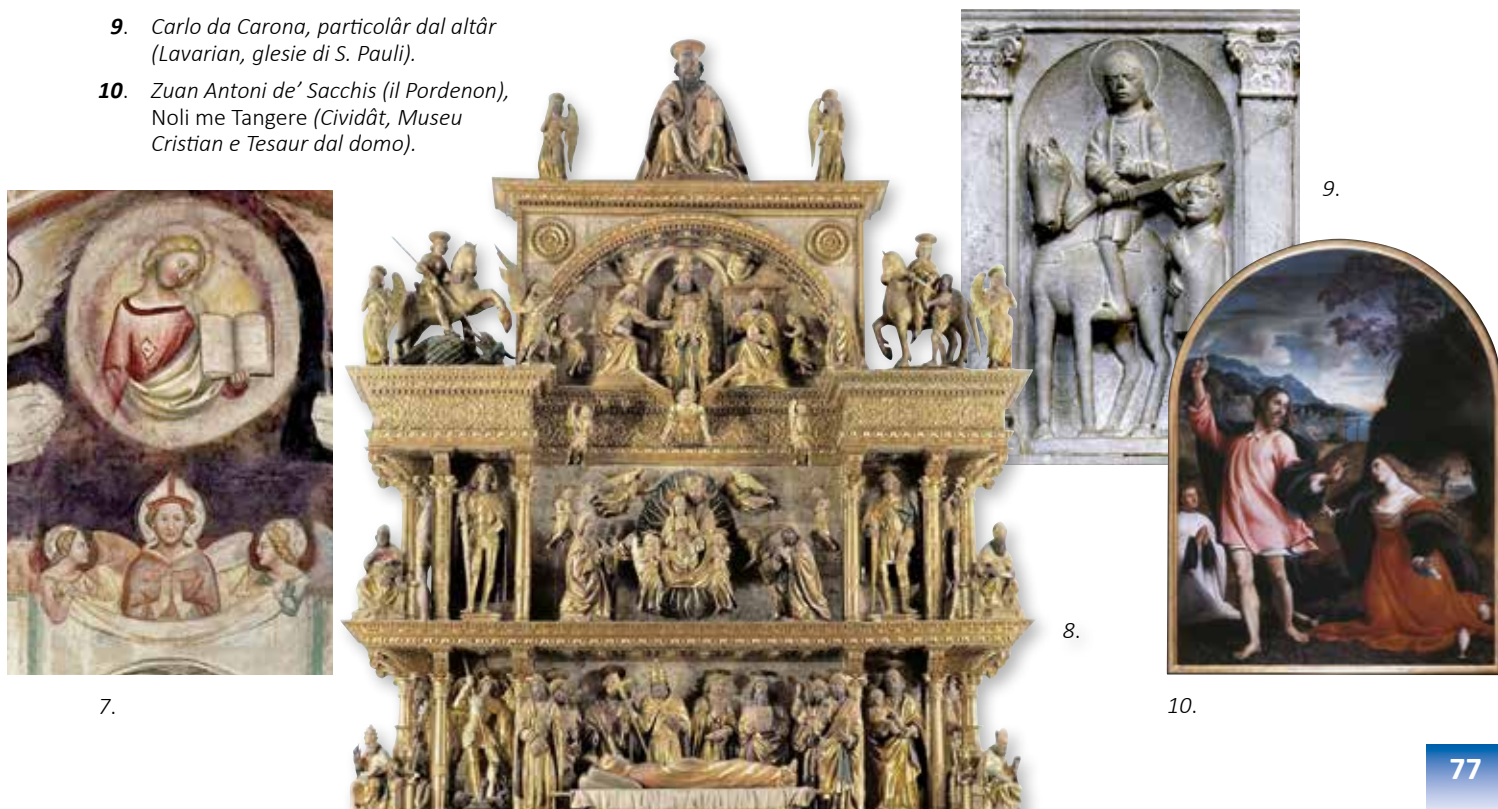 9. Carlo da Carona, particolâr dal altâr
(Lavarian, glesie di S. Pauli).
10. Zuan Antoni de’ Sacchis (il Pordenon),
Noli me Tangere (Cividât, Museu
Cristian e Tesaur dal domo).
9.
8.
7.
10.
77